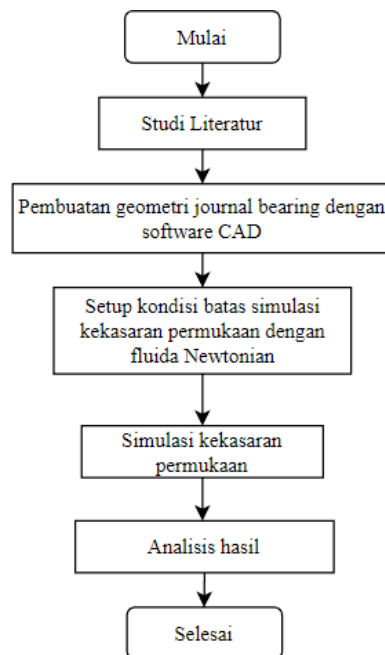 Mulai
Studi Literatur
Pembuatan geometri journal bearing dengan
software CAD
Setup kondisi batas simulasi
kekasaran permukaan dengan
fluida Newtonian
Simulasi kekasaran
permukaan
Analisis hasil
Selesai